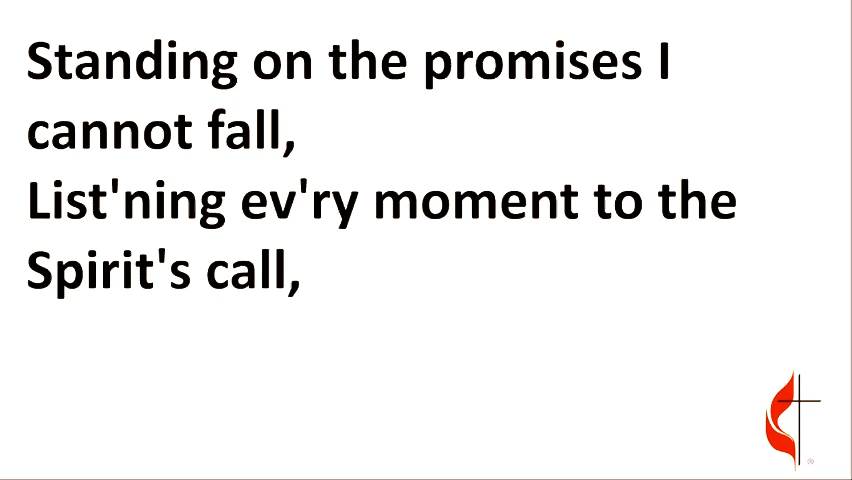 Standing on the promises I
cannot fall,
List'ning ev'ry moment to the
Spirit's call,
®